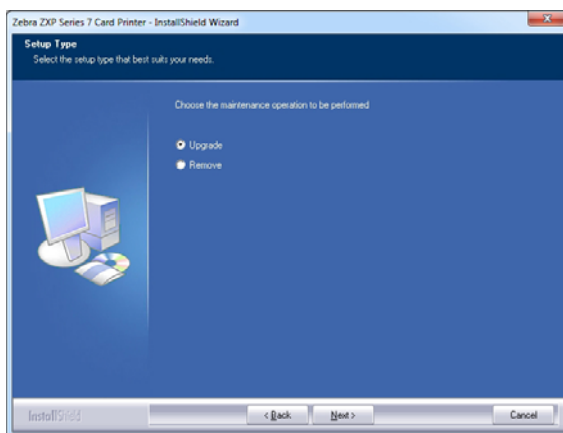 Zebra ZXP Series 7 Card Printer - InstallShield Wizard
Setup Type
Select the setup type that best suits your needs.
Choose the maintenance operation to be performed
Upgrade
Remove
InstallShield
< Back Next > Cancel